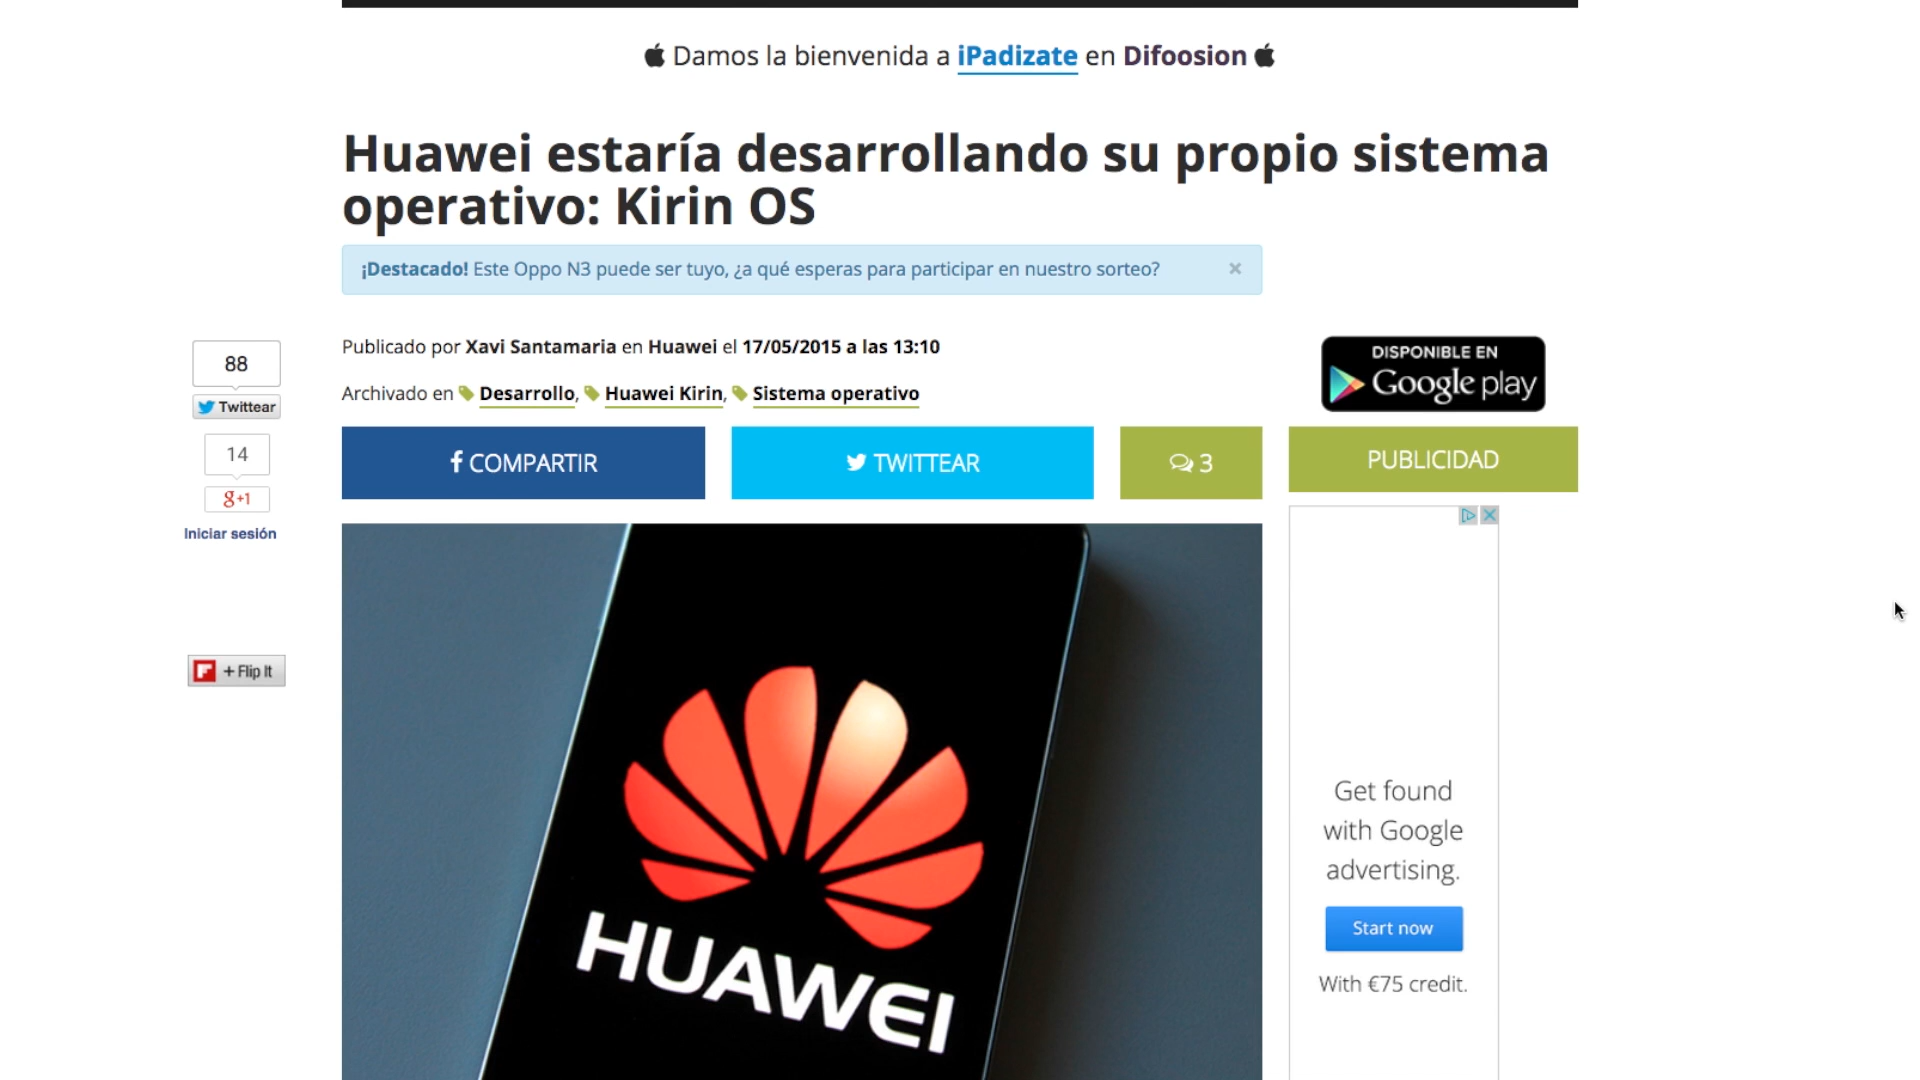 Damos la bienvenida a iPadizate en Difoosion
Huawei estaría desarrollando su propio sistema
operativo: Kirin OS
¡Destacado! Este Oppo N3 puede ser tuyo, ¿a qué esperas para participar en nuestro sorteo? ×
88
Twittear
14
g+1
Iniciar sesión
+ Flip It
Publicado por Xavi Santamaria en Huawei el 17/05/2015 a las 13:10
Archivado en Desarrollo, Huawei Kirin, Sistema operativo
COMPARTIR
TWITTEAR
3
HUAWEI
DISPONIBLE EN
Google play
PUBLICIDAD
Get found
with Google
advertising.
Start now
With €75 credit.